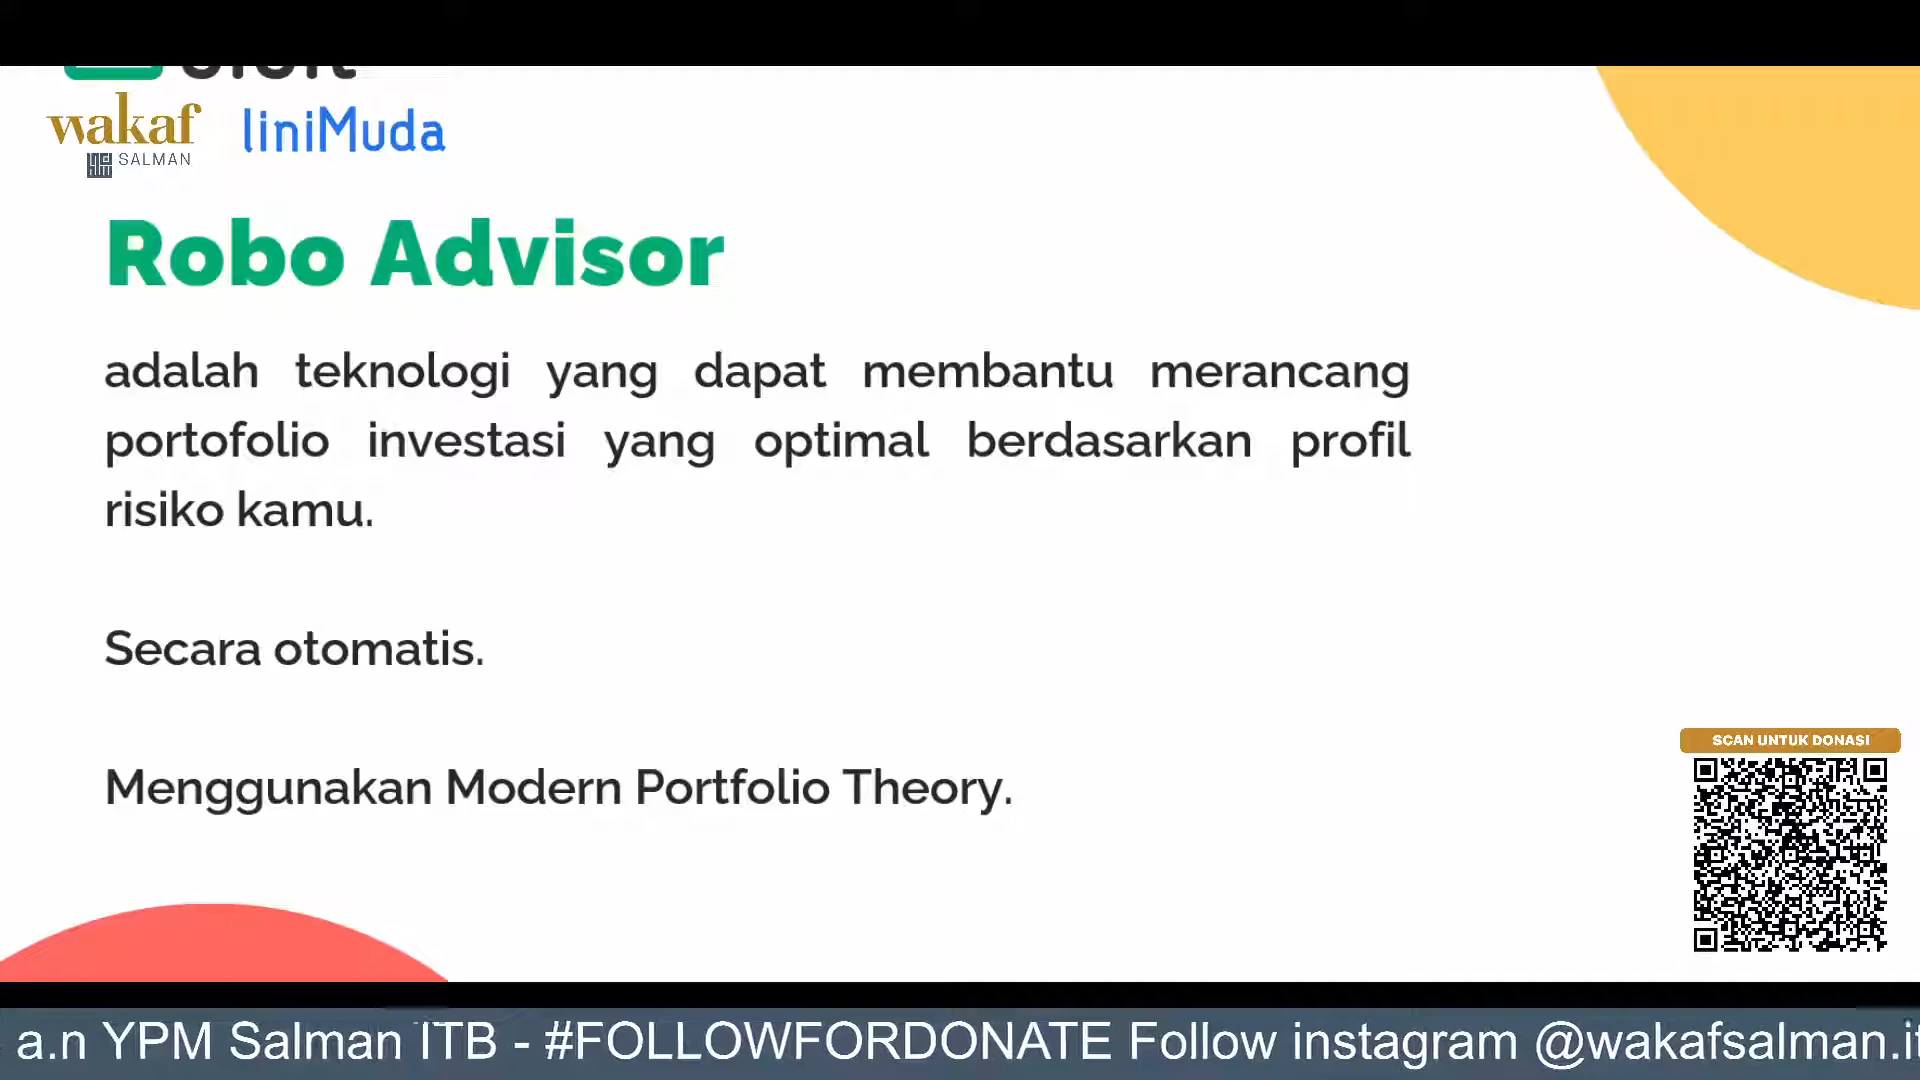 wakaf
SALMAN
liniMuda
Robo Advisor
adalah teknologi yang dapat membantu merancang
portofolio investasi yang optimal berdasarkan profil
risiko kamu.
Secara otomatis.
Menggunakan Modern Portfolio Theory.
SCAN UNTUK DONASI
a.n YPM Salman ITB - #FOLLOWFORDONATE Follow instagram @wakafsalman.it